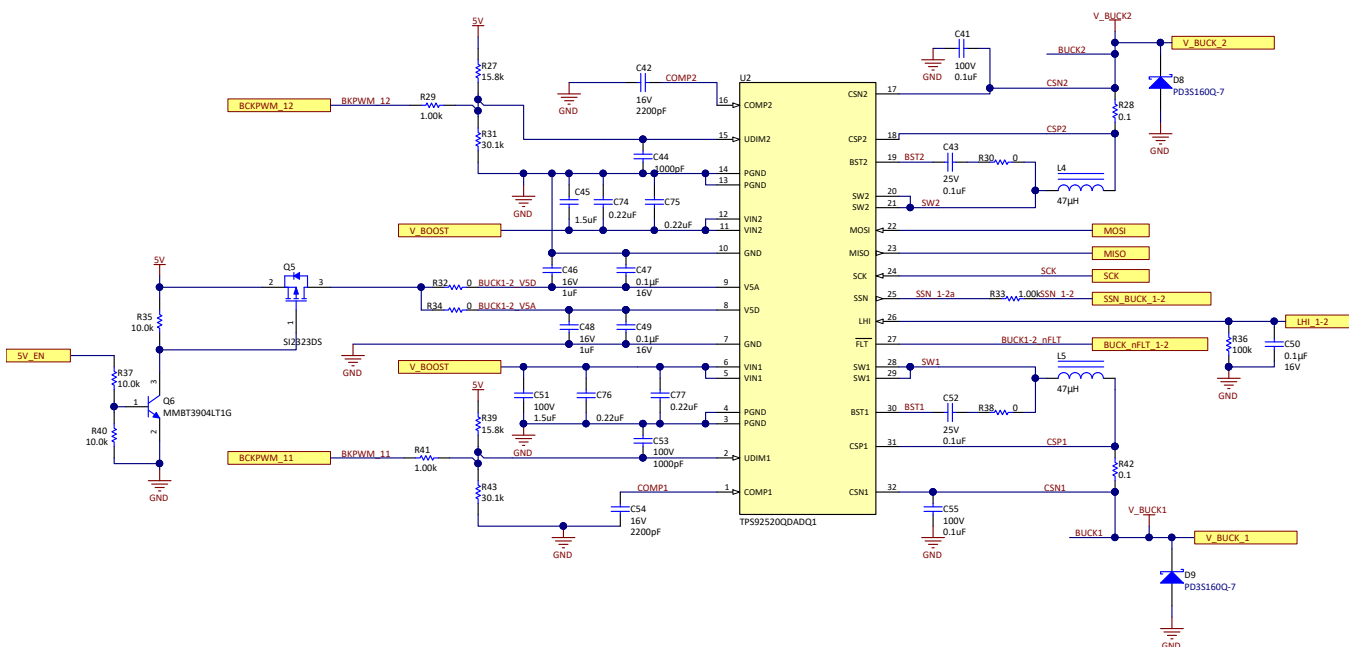 V_BUCK2
V_BUCK_2
BUCK2
D8
PD3S160Q-7
GND
5V
R27
15.8k
BCKPWM_12
BKPWM_12
R29
1.00k
R31
30.1k
GND
C42
16V
2200pF
COMP2
C44
1000pF
GND
C45
1.5uF
C74
0.22uF
C75
0.22uF
V_BOOST
C46
16V
1uF
C47
0.1µF
16V
5V
Q5
2
3
1
SI2323DS
R32
0
BUCK1-2_V5D
R34
0
BUCK1-2_V5A
C48
16V
1uF
C49
0.1µF
16V
GND
R35
10.0k
5V_EN
R37
10.0k
R40
10.0k
1
3
2
Q6
MMBT3904LT1G
GND
V_BOOST
C51
100V
1.5uF
C76
0.22uF
C77
0.22uF
GND
5V
R39
15.8k
BCKPWM_11
BKPWM_11
R41
1.00k
R43
30.1k
C53
100V
1000pF
COMP1
C54
16V
2200pF
GND
U2
16
COMP2
15
UDIM2
14
PGND
13
PGND
12
VIN2
11
VIN2
10
GND
9
V5A
8
V5D
7
GND
6
VIN1
5
VIN1
4
PGND
3
PGND
2
UDIM1
1
COMP1
CSN2
17
CSP2
18
BST2
19
SW2
20
SW2
21
MOSI
22
MISO
23
SCK
24
SSN
25
LHI
26
FLT
27
SW1
28
SW1
29
BST1
30
CSP1
31
CSN1
32
TPS92520QDADQ1
C41
100V
0.1uF
GND
CSN2
R28
0.1
CSP2
BST2
C43
25V
0.1uF
R30
0
L4
47µH
SW2
MOSI
MISO
SCK
SCK
SSN_1-2a
R33
1.00k
SSN_1-2
SSN_BUCK_1-2
LHI_1-2
R36
100k
C50
0.1µF
16V
GND
BUCK1-2_nFLT
BUCK_nFLT_1-2
SW1
L5
47µH
BST1
C52
25V
0.1uF
R38
0
CSP1
R42
0.1
CSN1
C55
100V
0.1uF
GND
V_BUCK1
BUCK1
V_BUCK_1
D9
PD3S160Q-7
GND